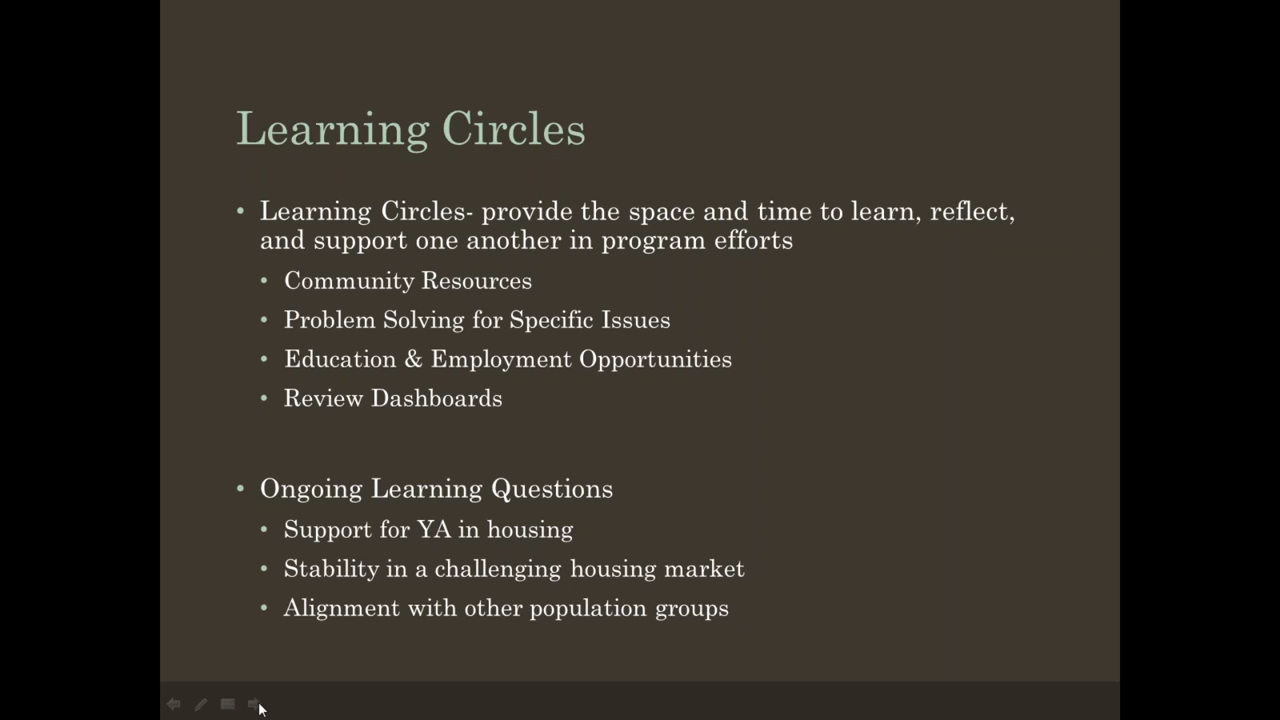 Learning Circles
• Learning Circles- provide the space and time to learn, reflect,
and support one another in program efforts
• Community Resources
• Problem Solving for Specific Issues
• Education & Employment Opportunities
• Review Dashboards
• Ongoing Learning Questions
• Support for YA in housing
• Stability in a challenging housing market
• Alignment with other population groups